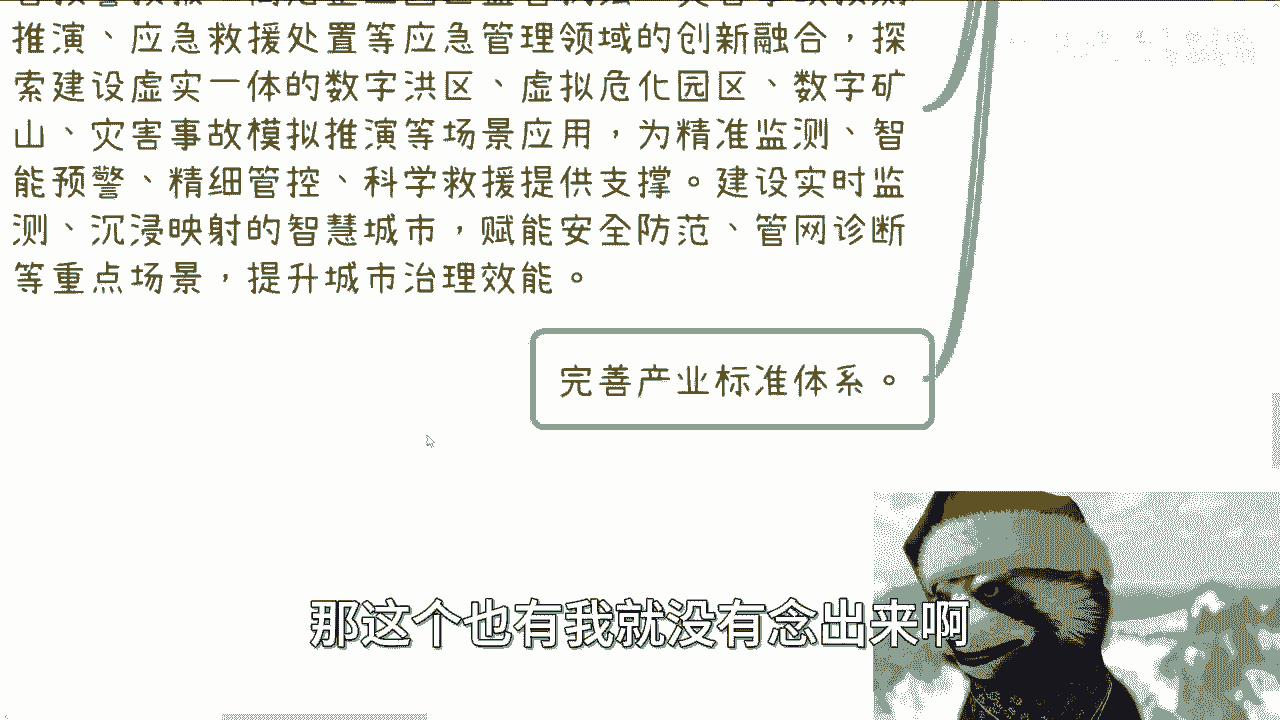 推演、应急救援处置等应急管理领域的创新融合，探
索建设虚实一体的数字洪区、虚拟危化园区、数字矿
山、灾害事故模拟推演等场景应用，为精准监测、智
能预警、精细管控、科学救援提供支撑。建设实时监
测、沉浸映射的智慧城市，赋能安全防范、管网诊断
等重点场景，提升城市治理效能。
完善产业标准体系。
那这个也有我就没有念出来啊